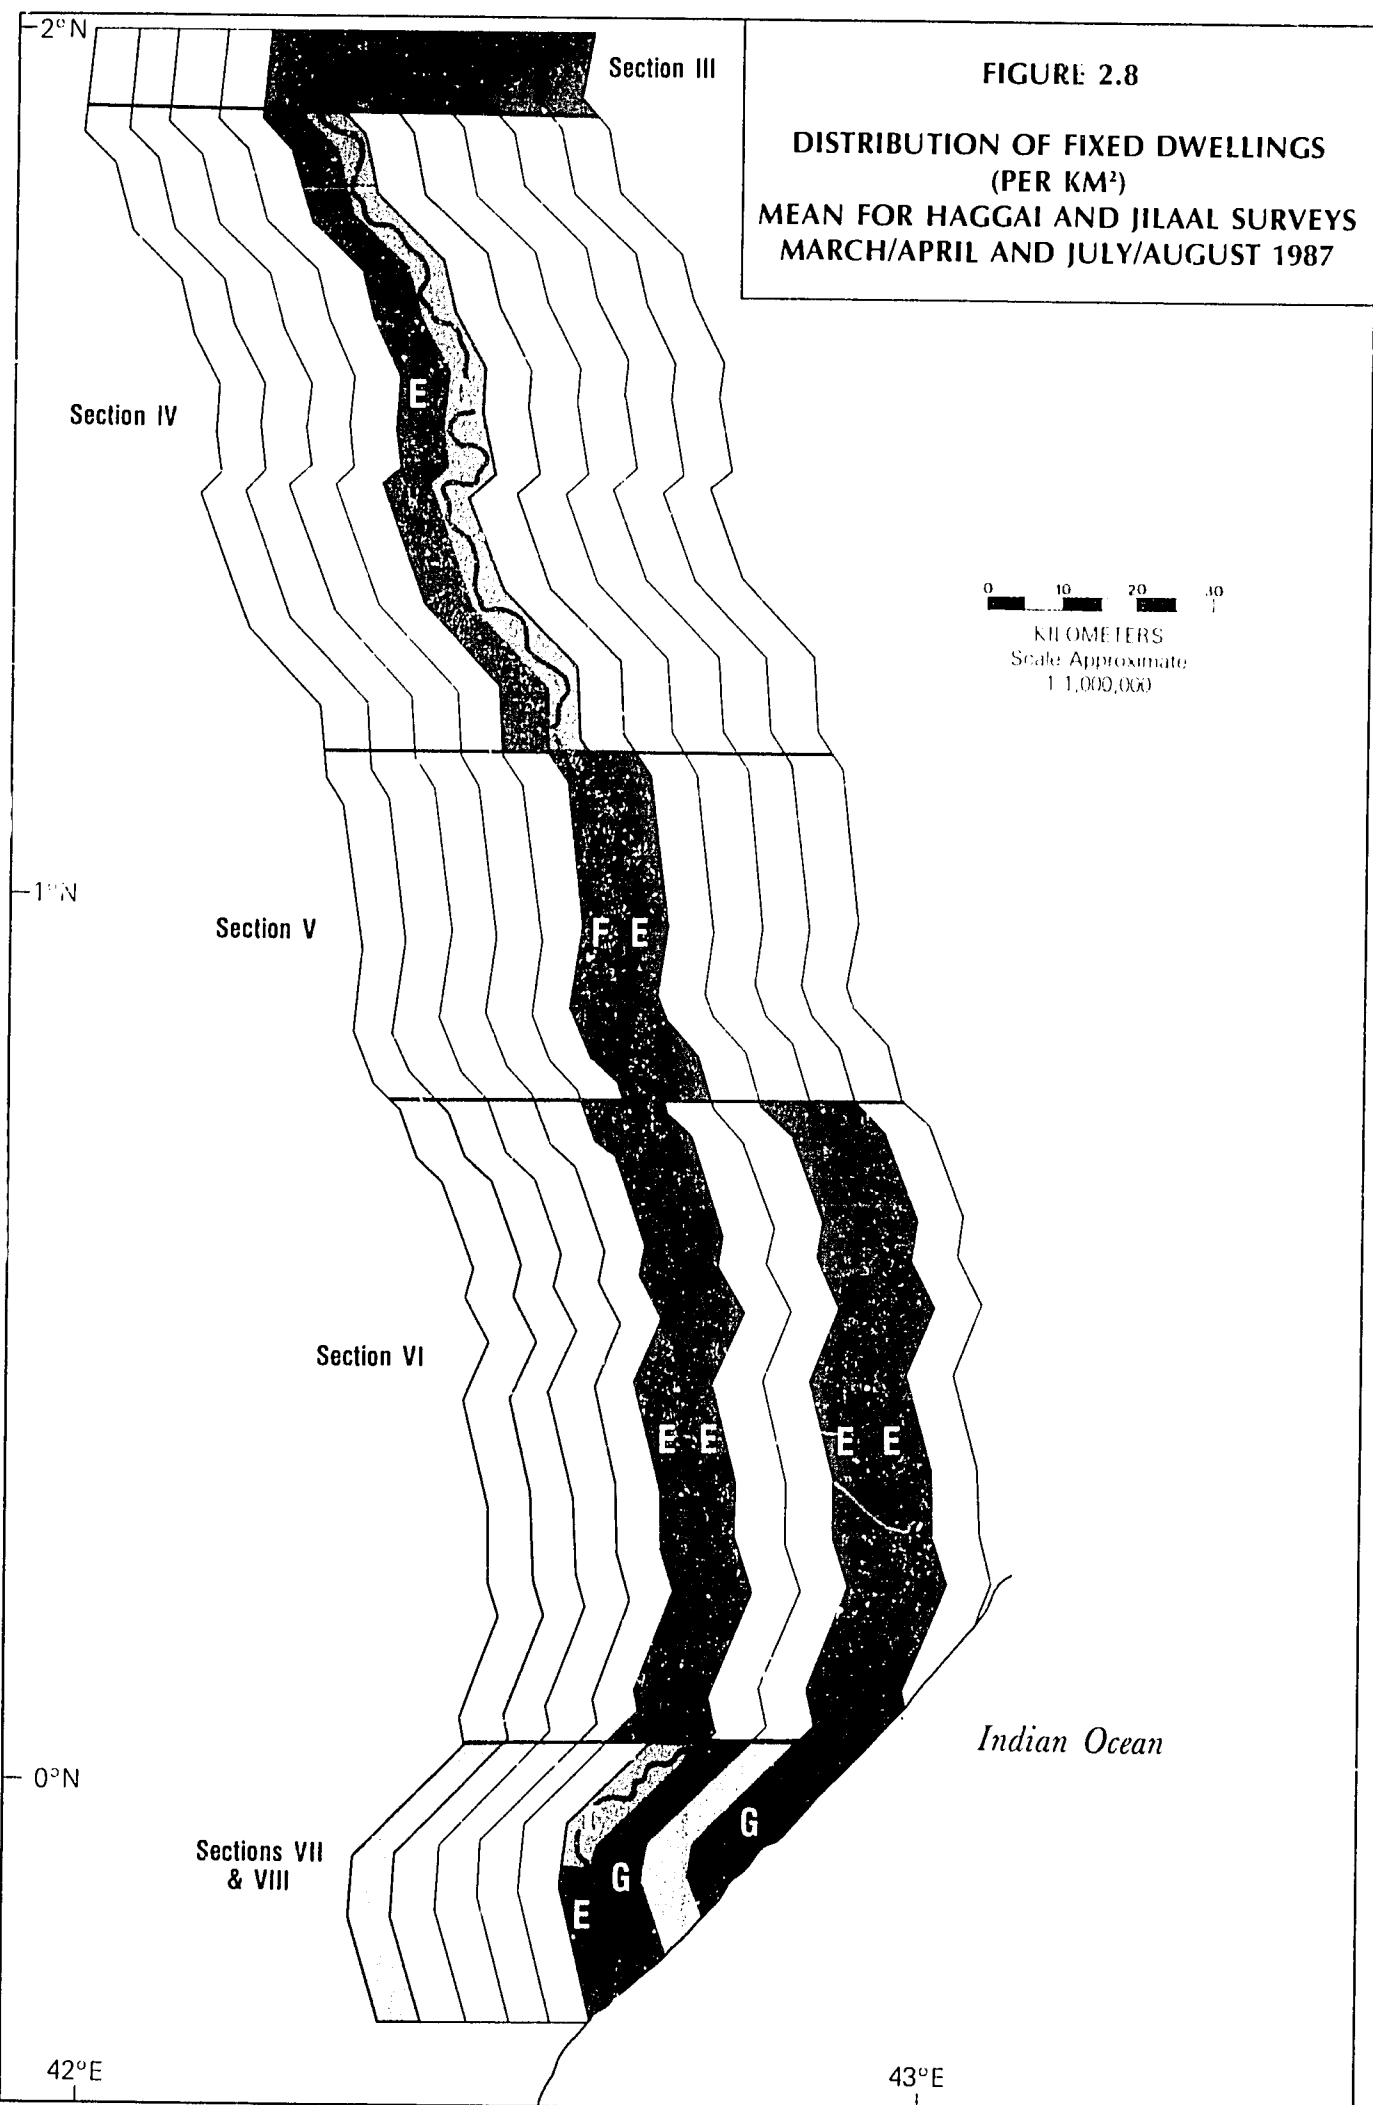 2°N
Section III
FIGURE 2.8
DISTRIBUTION OF FIXED DWELLINGS
(PER KM²)
MEAN FOR HAGGAI AND JILAAL SURVEYS
MARCH/APRIL AND JULY/AUGUST 1987
E
Section IV
0 10 20 30
KILOMETERS
Scale Approximate
1 1,000,000
1°N
Section V
F E
Section VI
E E
E E
Indian Ocean
0°N
Sections VII
& VIII
G
G
E
42°E
43°E